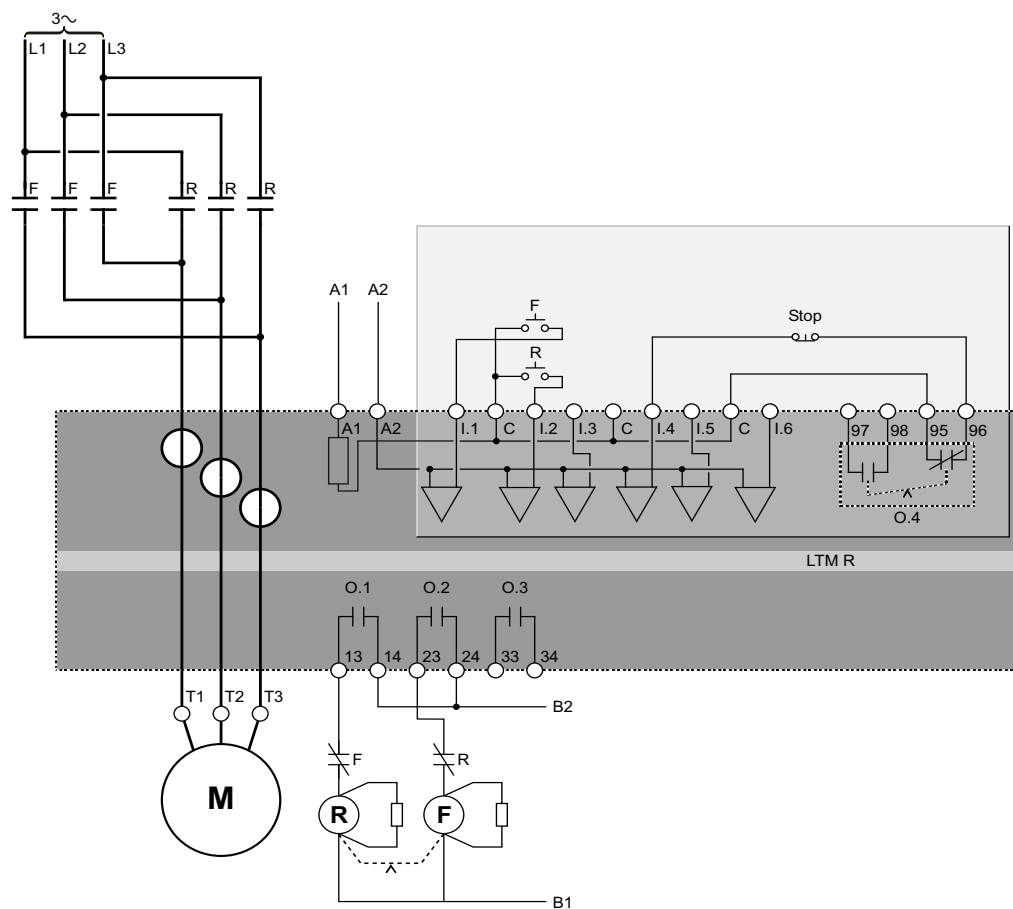 3~
L1 L2 L3
F F F R R R
A1 A2
F
Stop
R
A1 A2 I.1 C I.2 I.3 C I.4 I.5 C I.6 97 98 95 96
O.4
LTM R
O.1 O.2 O.3
13 14 23 24 33 34
T1 T2 T3
B2
F R
M
R F
B1